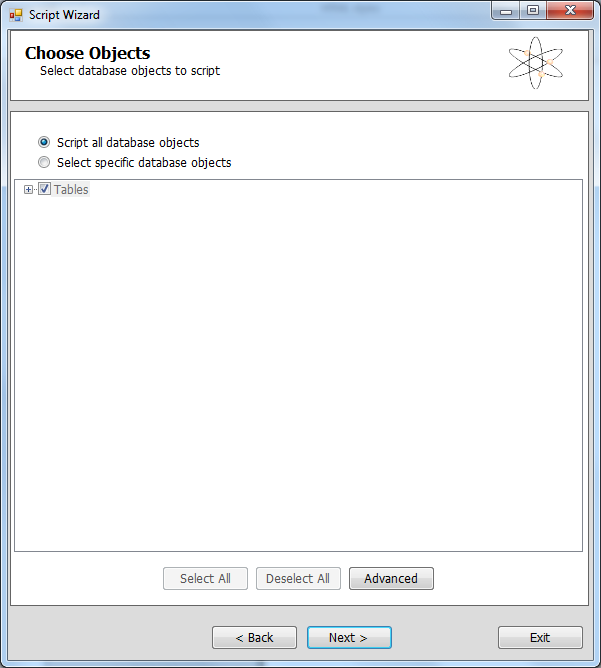 Script Wizard
Choose Objects
Select database objects to script
Script all database objects
Select specific database objects
Tables
Select All Deselect All Advanced
< Back Next > Exit